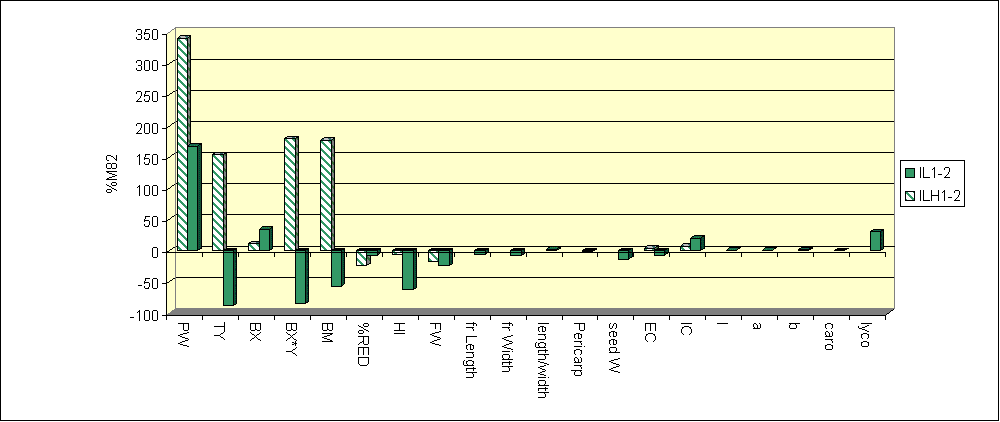 350
300
250
200
150
100
50
0
-50
-100
%M82
PW
TY
BX
BX*Y
BM
%RED
HI
FW
fr Length
fr Width
length/width
Pericarp
seed W
EC
IC
l
a
b
caro
lyco
IL1-2
ILH1-2